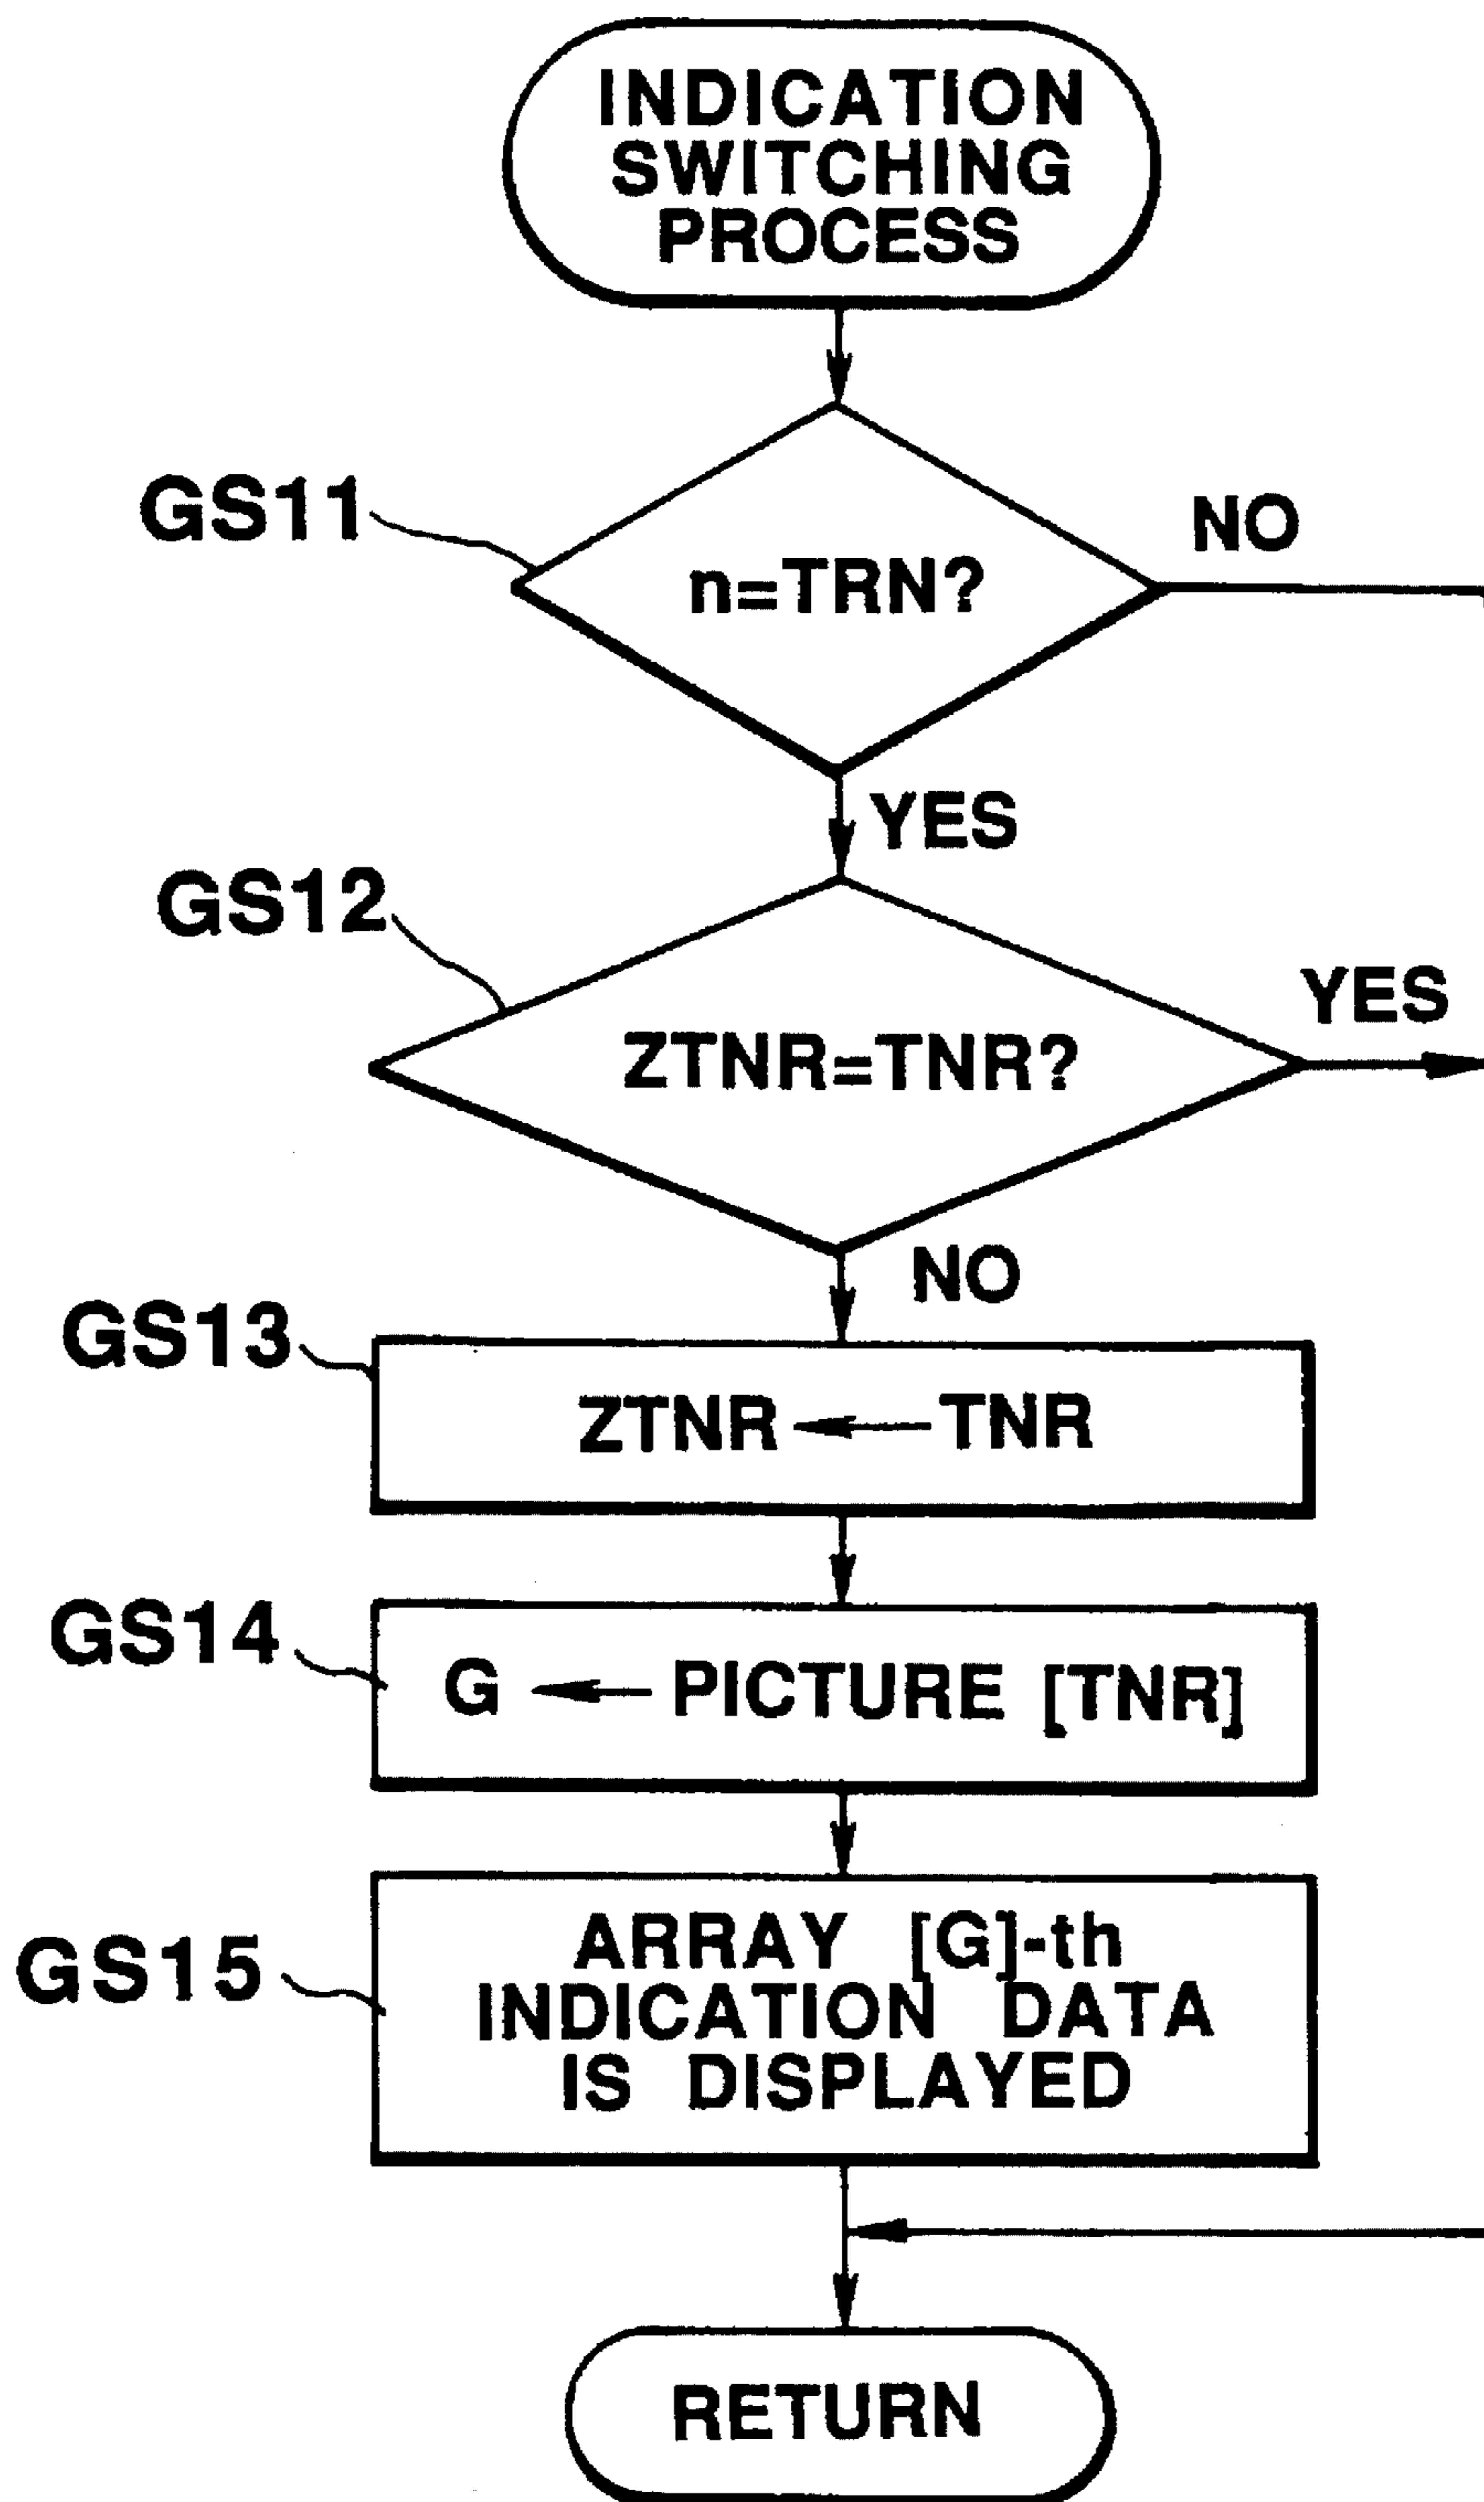 INDICATION
SWITCHING
PROCESS
GS11
n=TRN?
NO
YES
GS12
ZTNR=TNR?
YES
NO
GS13
ZTNR ← TNR
GS14
G ← PICTURE [TNR]
GS15
ARRAY [G]-th
INDICATION DATA
IS DISPLAYED
RETURN